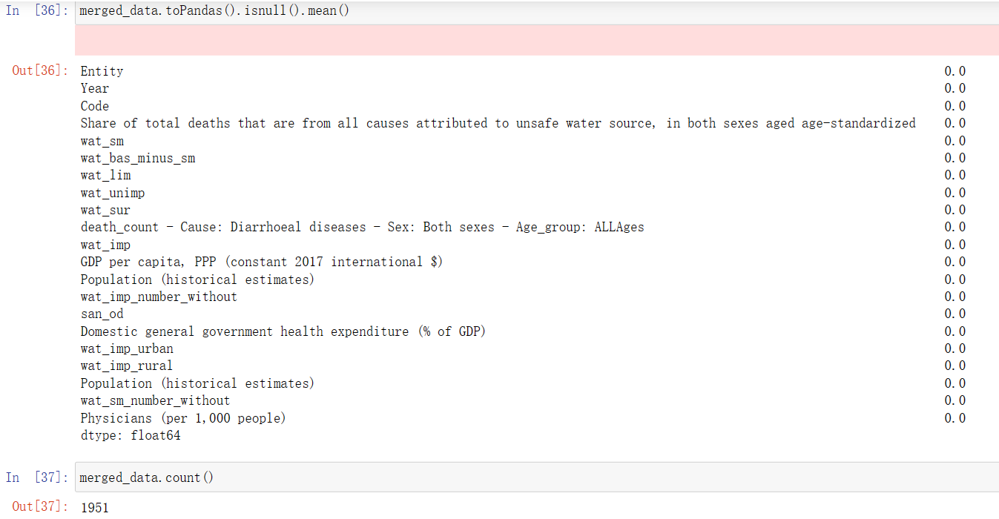 In [36]: merged_data.toPandas().isnull().mean()
Out[36]: Entity 0.0
Year 0.0
Code 0.0
Share of total deaths that are from all causes attributed to unsafe water source, in both sexes aged age-standardized 0.0
wat_sm 0.0
wat_bas_minus_sm 0.0
wat_lim 0.0
wat_unimp 0.0
wat_sur 0.0
death_count - Cause: Diarrhoeal diseases - Sex: Both sexes - Age_group: ALLAges 0.0
wat_imp 0.0
GDP per capita, PPP (constant 2017 international $) 0.0
Population (historical estimates) 0.0
wat_imp_number_without 0.0
san_od 0.0
Domestic general government health expenditure (% of GDP) 0.0
wat_imp_urban 0.0
wat_imp_rural 0.0
Population (historical estimates) 0.0
wat_sm_number_without 0.0
Physicians (per 1,000 people) 0.0
dtype: float64
In [37]: merged_data.count()
Out[37]: 1951